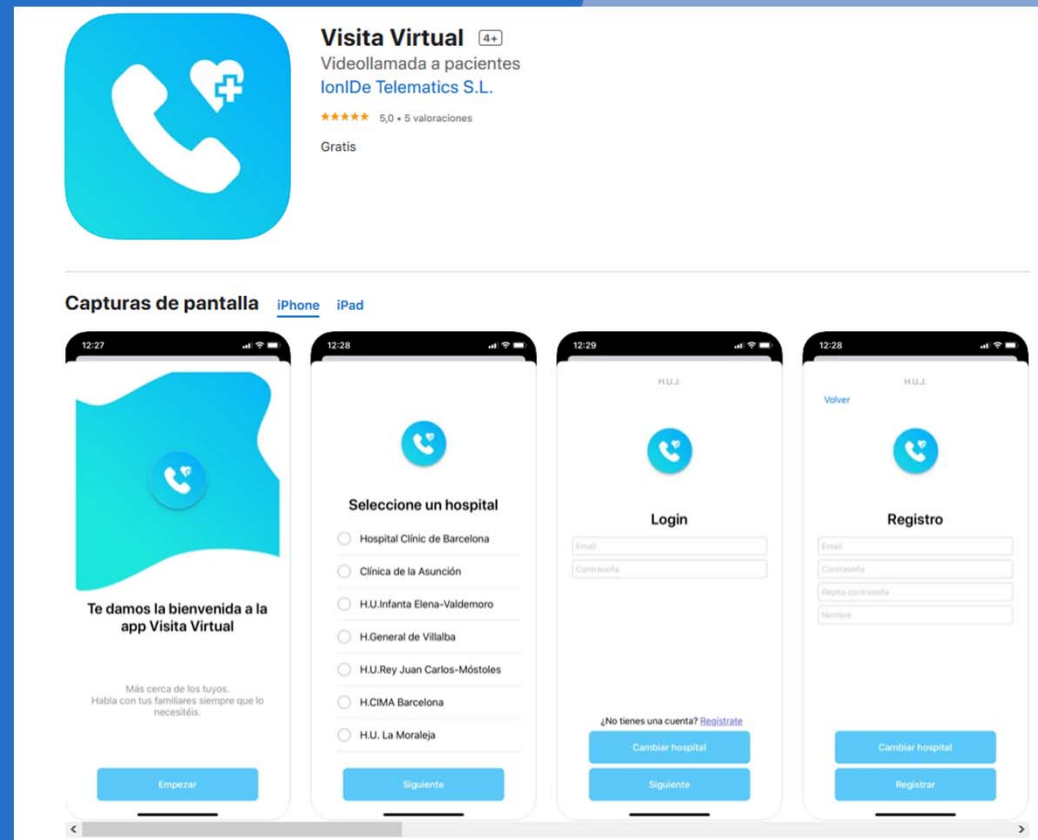 Visita Virtual 4+
Videollamada a pacientes
IonIDe Telematics S.L.
★★★★★ 5,0 • 5 valoraciones
Gratis
Capturas de pantalla iPhone iPad
12:27
Te damos la bienvenida a la
app Visita Virtual
Más cerca de los tuyos.
Habla con tus familiares siempre que lo
necesitéis.
Empezar
12:28
Seleccione un hospital
Hospital Clínic de Barcelona
Clínica de la Asunción
H.U.Infanta Elena-Valdemoro
H.General de Villalba
H.U.Rey Juan Carlos-Móstoles
H.CIMA Barcelona
H.U. La Moraleja
Siguiente
12:29
H.U.J.
Login
Email
Contraseña
¿No tienes una cuenta? Regístrate
Cambiar hospital
Siguiente
12:28
H.U.J.
Volver
Registro
Email
Contraseña
Repita contraseña
Nombre
Cambiar hospital
Registrar